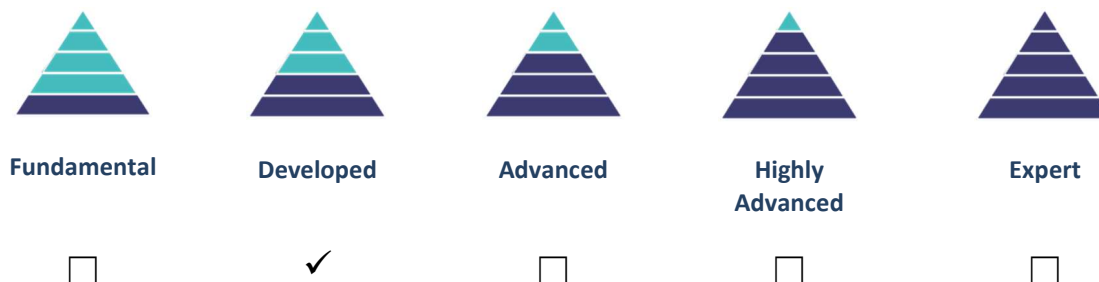 Fundamental Developed Advanced Highly Advanced Expert
☐ ✓ ☐ ☐ ☐